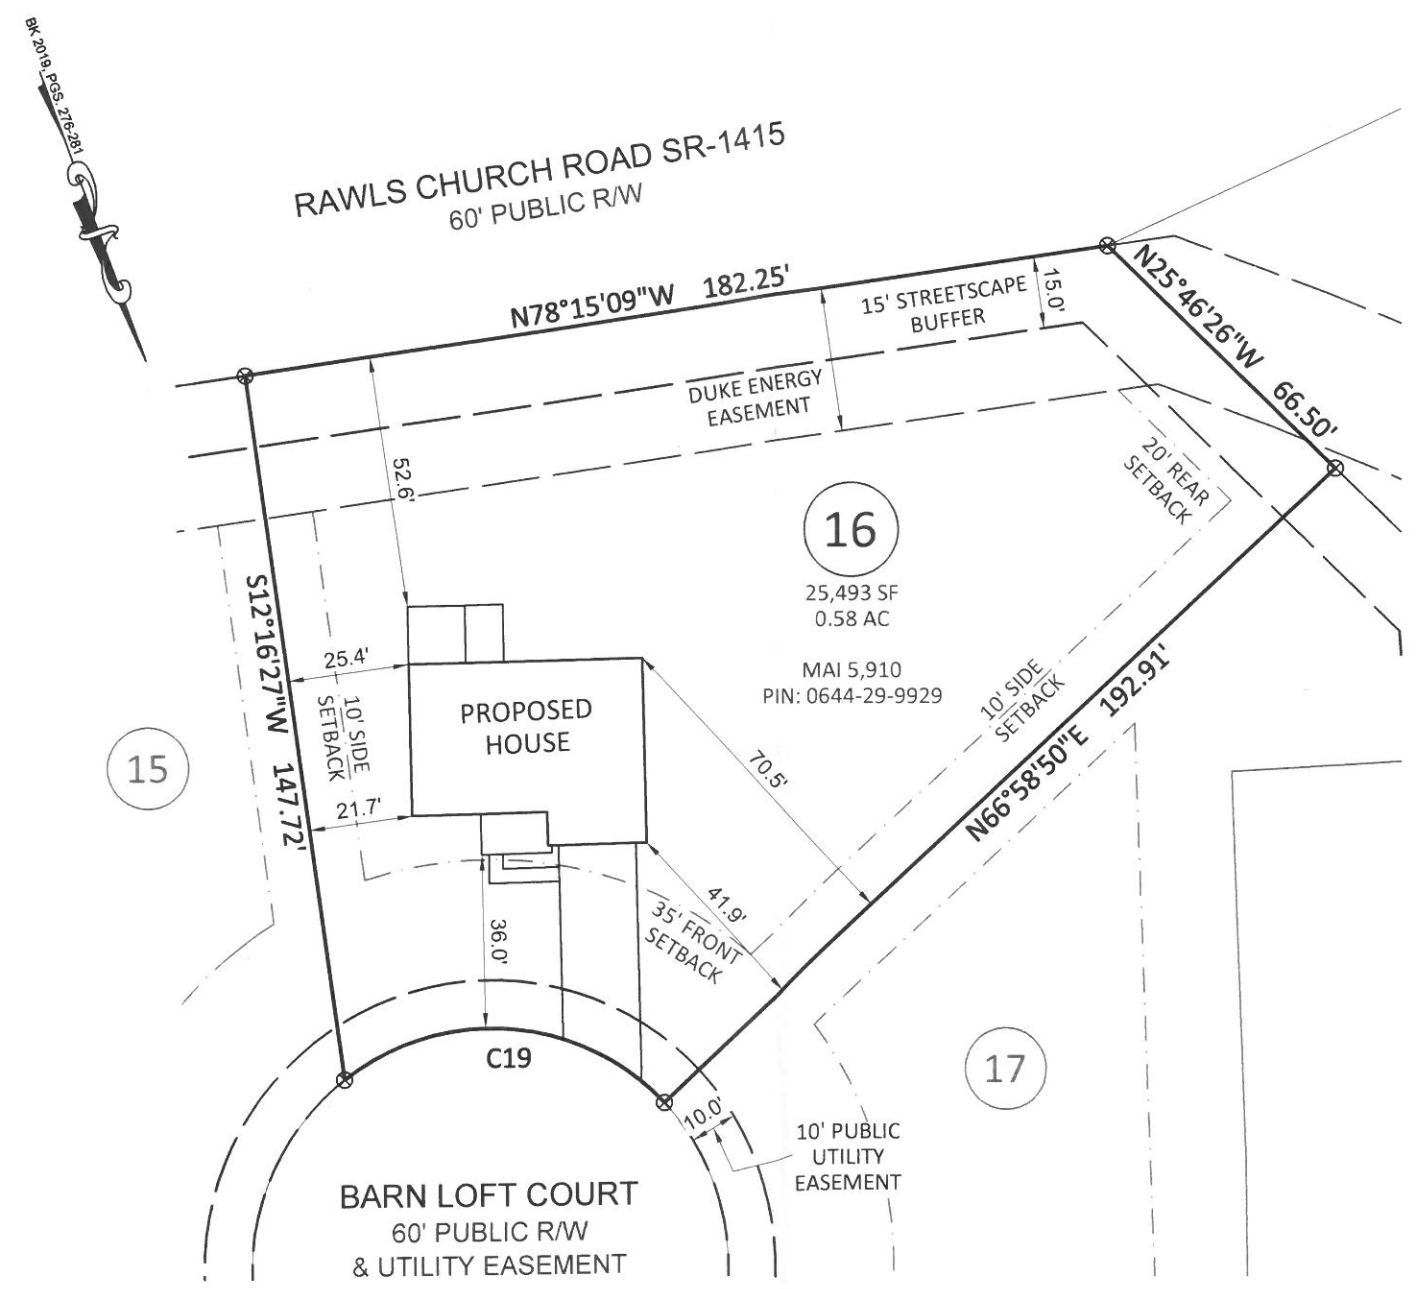 BK 2019, PGS. 276-281
RAWLS CHURCH ROAD SR-1415
60' PUBLIC R/W
N78°15'09"W 182.25'
15' STREETSCAPE
BUFFER
15.0'
N25°46'26"W 66.50'
DUKE ENERGY
EASEMENT
52.6'
20' REAR
SETBACK
16
25,493 SF
0.58 AC
MAI 5,910
PIN: 0644-29-9929
S12°16'27"W 147.72'
25.4'
10' SIDE
SETBACK
PROPOSED
HOUSE
21.7'
15
70.5'
10' SIDE
SETBACK
N66°58'50"E 192.91'
41.9'
35' FRONT
SETBACK
36.0'
C19
17
10.0'
10' PUBLIC
UTILITY
EASEMENT
BARN LOFT COURT
60' PUBLIC R/W
& UTILITY EASEMENT